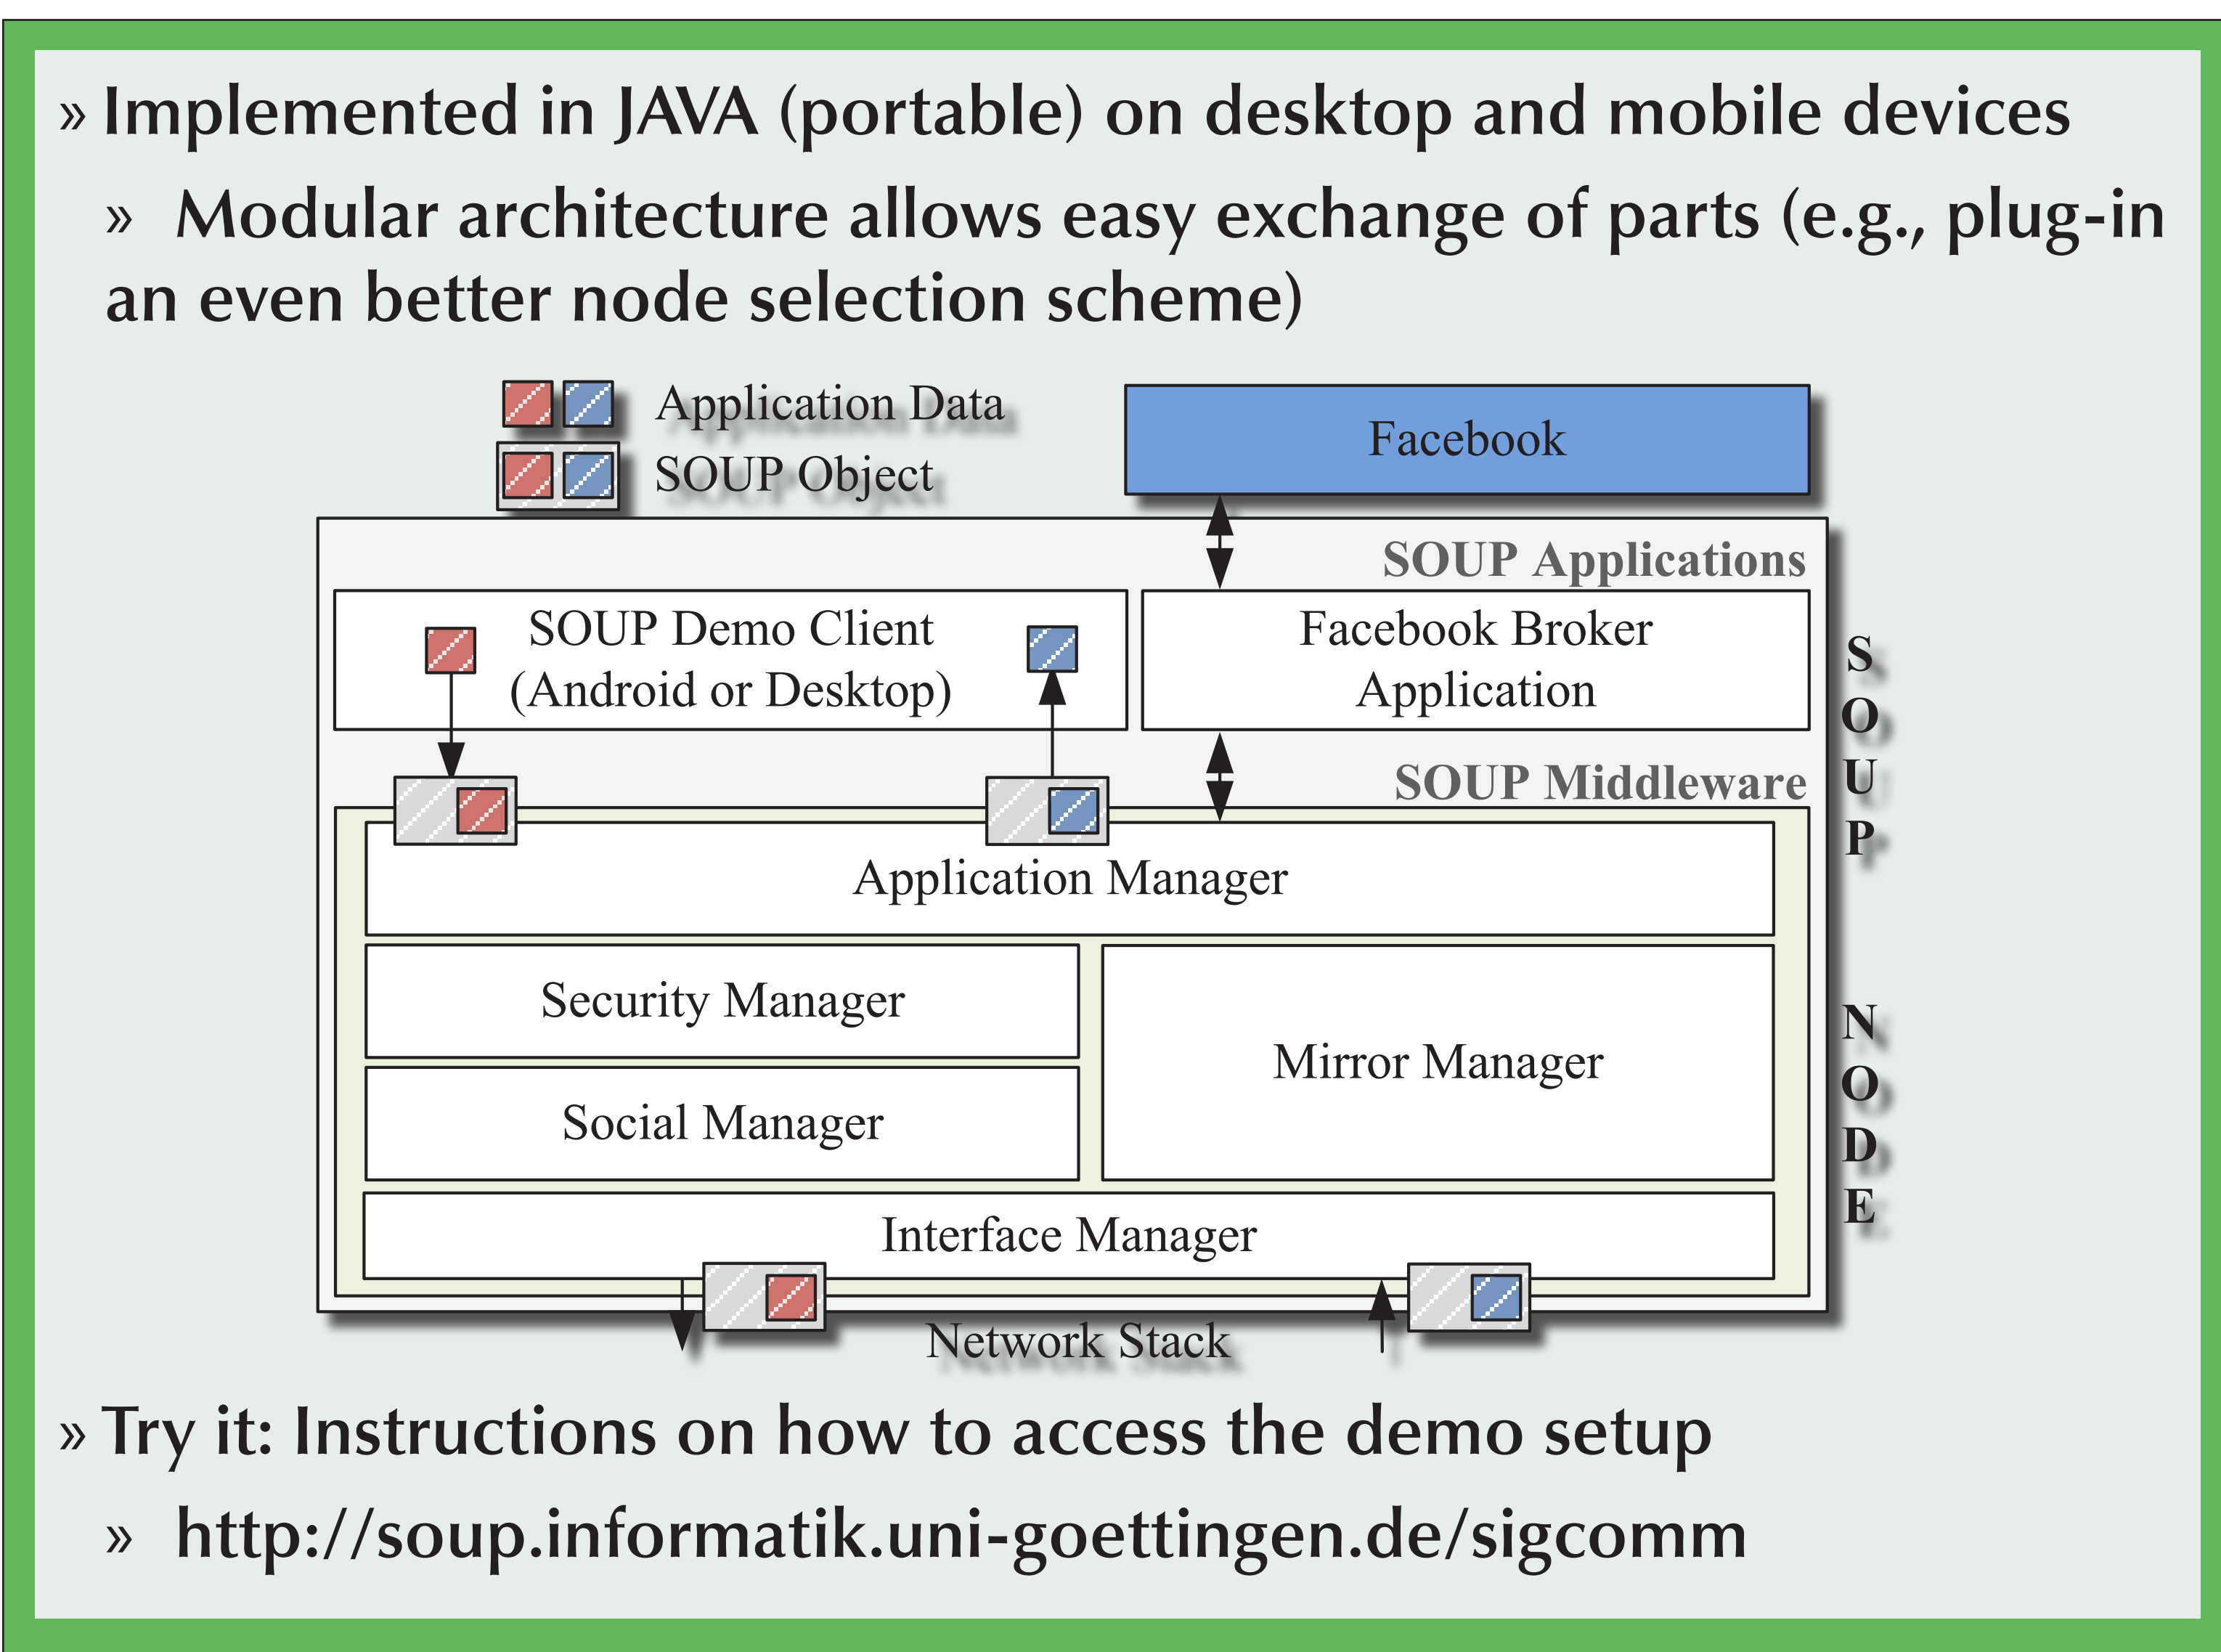 » Implemented in JAVA (portable) on desktop and mobile devices
» Modular architecture allows easy exchange of parts (e.g., plug-in
an even better node selection scheme)
Application Data
SOUP Object
Facebook
SOUP Applications
SOUP Demo Client
(Android or Desktop)
Facebook Broker
Application
SOUP Middleware
Application Manager
Security Manager
Mirror Manager
Social Manager
Interface Manager
Network Stack
SOUP NODE
» Try it: Instructions on how to access the demo setup
» http://soup.informatik.uni-goettingen.de/sigcomm